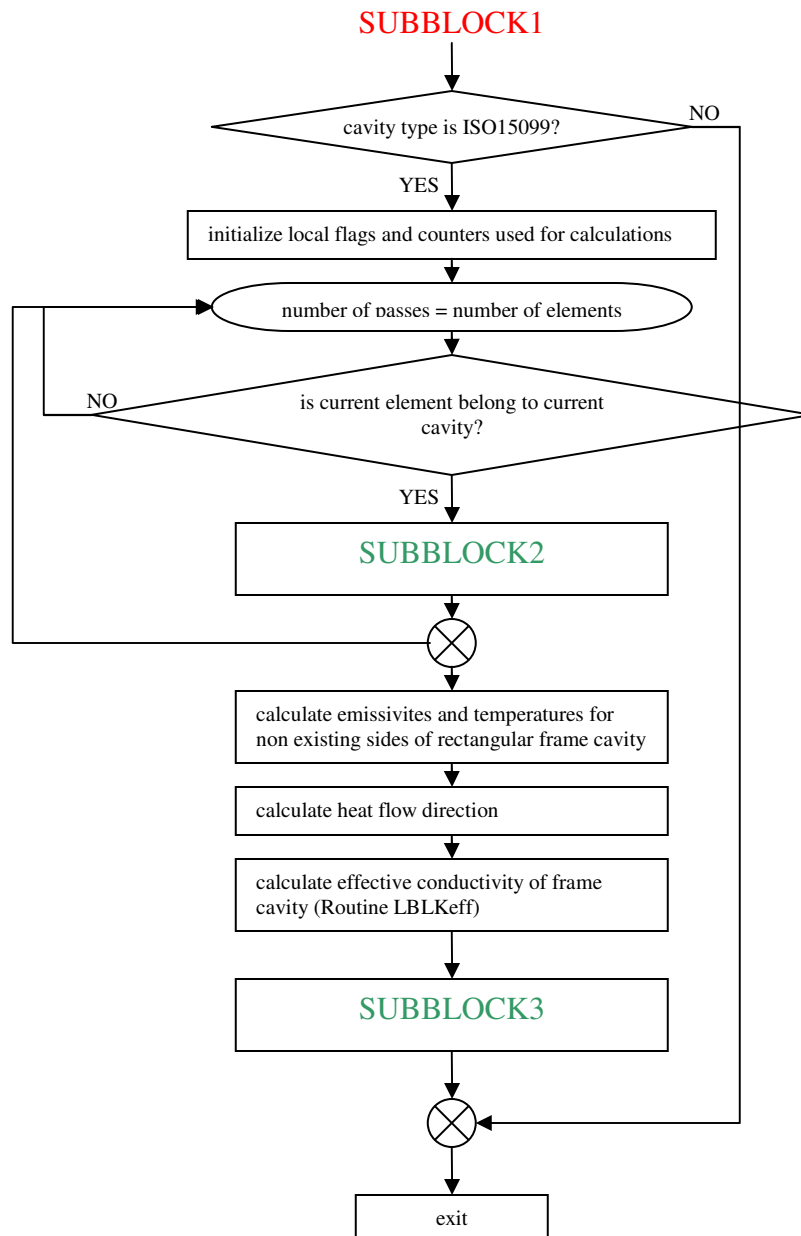 SUBBLOCK1
cavity type is ISO15099?
NO
YES
initialize local flags and counters used for calculations
number of passes = number of elements
NO
is current element belong to current
cavity?
YES
SUBBLOCK2
calculate emissivites and temperatures for
non existing sides of rectangular frame cavity
calculate heat flow direction
calculate effective conductivity of frame
cavity (Routine LBLKeff)
SUBBLOCK3
exit